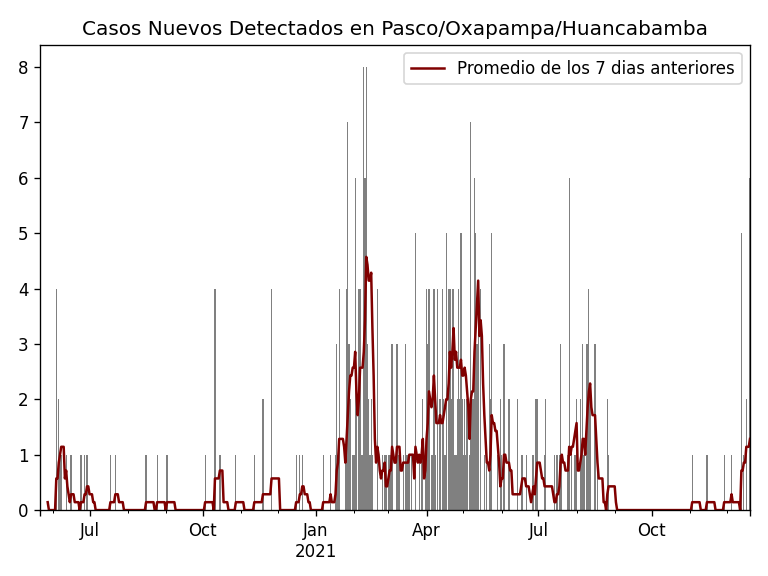 Casos Nuevos Detectados en Pasco/Oxapampa/Huancabamba
Promedio de los 7 dias anteriores
8
7
6
5
4
3
2
1
0
Jul
Oct
Jan
2021
Apr
Jul
Oct